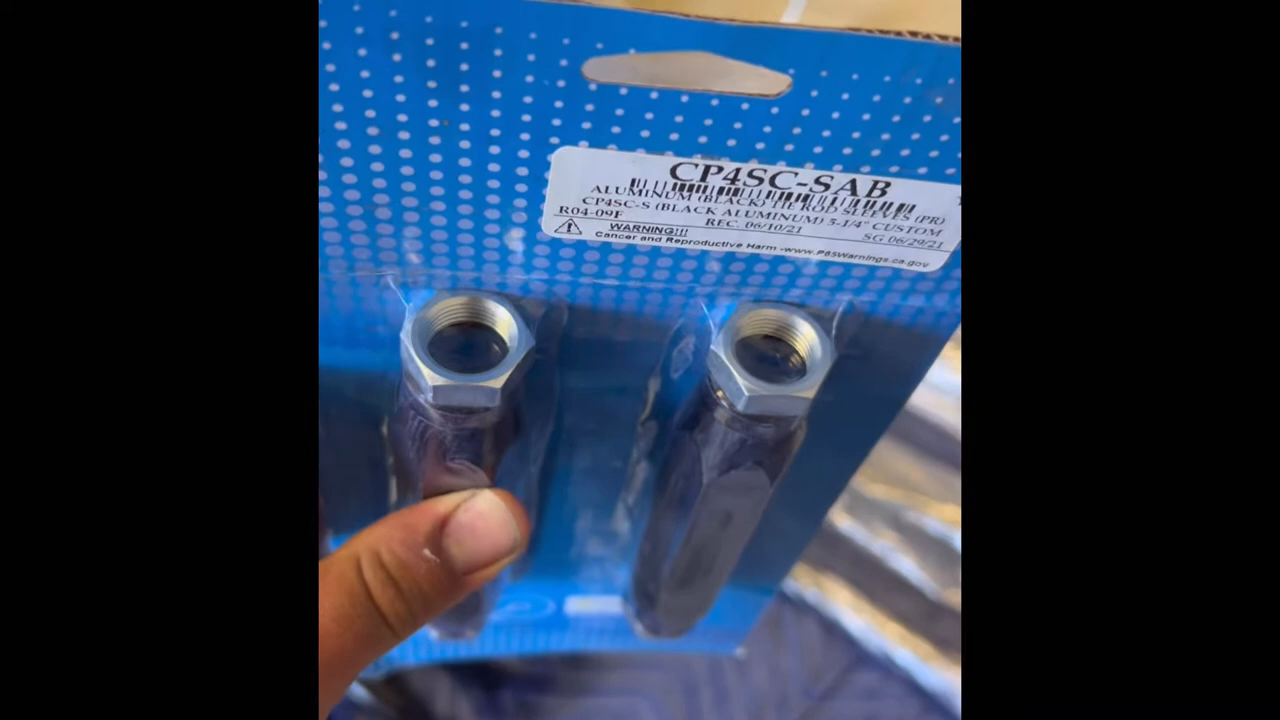 CP4SC-SAB
ALUMINUM (BLACK) TIE ROD SLEEVES (PR)
CP4SC-S (BLACK ALUMINUM) 5-1/4" CUSTOM
R04-09F REC. 06/10/21 SG 06/29/21
WARNING!!!
Cancer and Reproductive Harm -www.P65Warnings.ca.gov